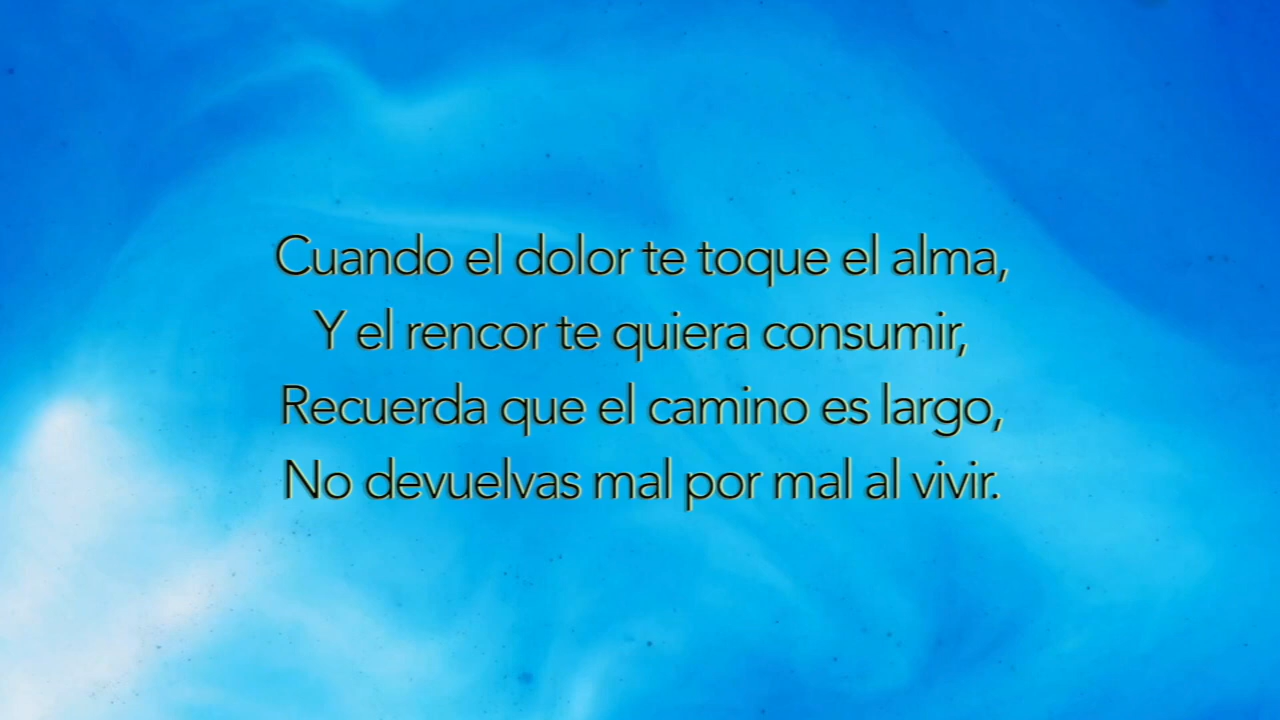 Cuando el dolor te toque el alma,
Y el rencor te quiera consumir,
Recuerda que el camino es largo,
No devuelvas mal por mal al vivir.